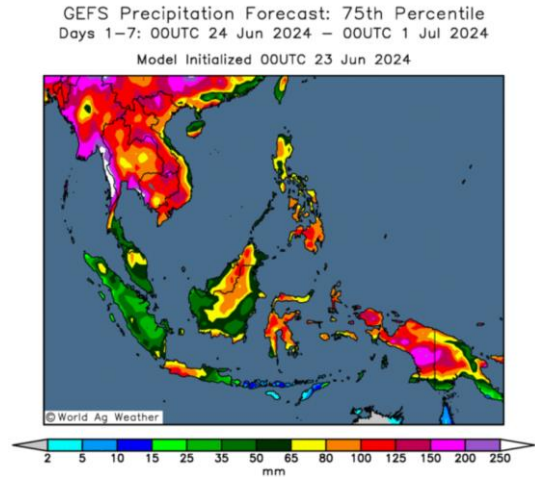 GEFS Precipitation Forecast: 75th Percentile
Days 1-7: 00UTC 24 Jun 2024 – 00UTC 1 Jul 2024
Model Initialized 00UTC 23 Jun 2024
© World Ag Weather
2 5 10 15 25 35 50 65 80 100 125 150 200 250
mm